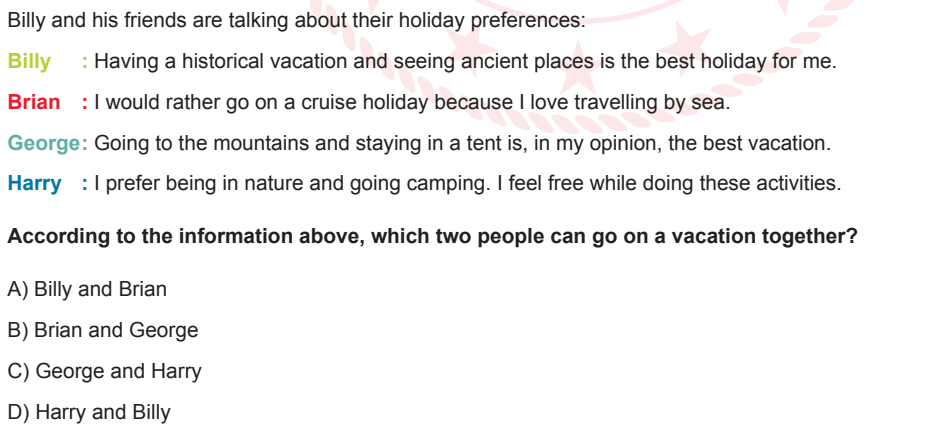 Billy and his friends are talking about their holiday preferences:
Billy : Having a historical vacation and seeing ancient places is the best holiday for me.
Brian : I would rather go on a cruise holiday because I love travelling by sea.
George: Going to the mountains and staying in a tent is, in my opinion, the best vacation.
Harry : I prefer being in nature and going camping. I feel free while doing these activities.
According to the information above, which two people can go on a vacation together?
A) Billy and Brian
B) Brian and George
C) George and Harry
D) Harry and Billy